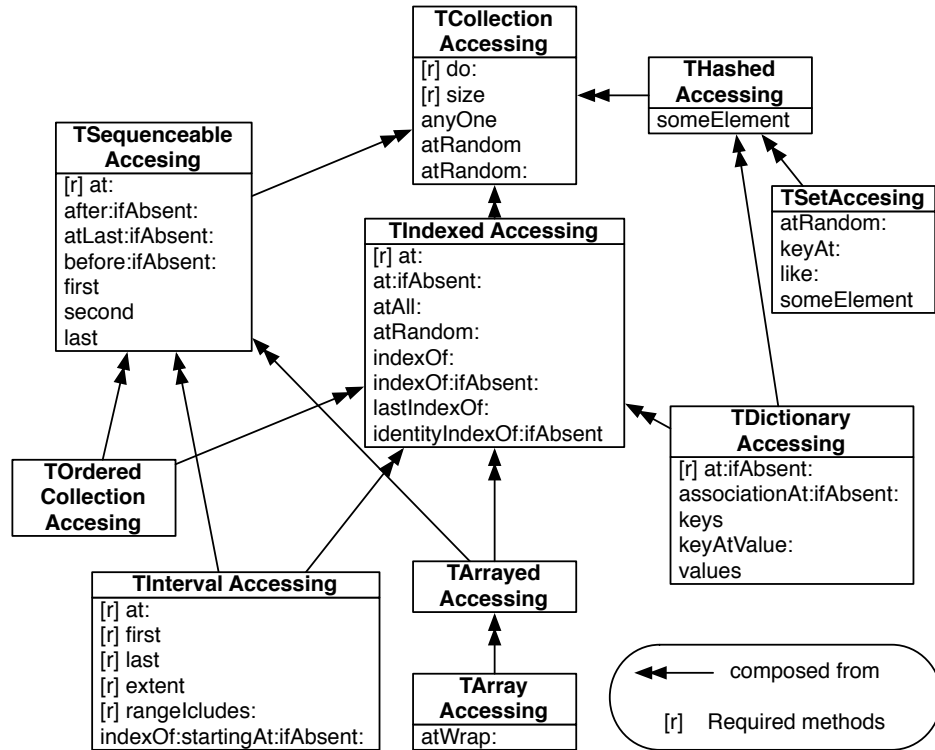 TCollection
Accessing
[r] do:
[r] size
anyOne
atRandom
atRandom:
THashed
Accessing
someElement
TSequenceable
Accesing
[r] at:
after:ifAbsent:
atLast:ifAbsent:
before:ifAbsent:
first
second
last
TIndexed Accessing
[r] at:
at:ifAbsent:
atAll:
atRandom:
indexOf:
indexOf:ifAbsent:
lastIndexOf:
identityIndexOf:ifAbsent
TSetAccesing
atRandom:
keyAt:
like:
someElement
TOrdered
Collection
Accesing
TDictionary
Accessing
[r] at:ifAbsent:
associationAt:ifAbsent:
keys
keyAtValue:
values
TInterval Accessing
[r] at:
[r] first
[r] last
[r] extent
[r] rangeIcludes:
indexOf:startingAt:ifAbsent:
TArrayed
Accessing
TArray
Accessing
atWrap:
composed from
[r] Required methods